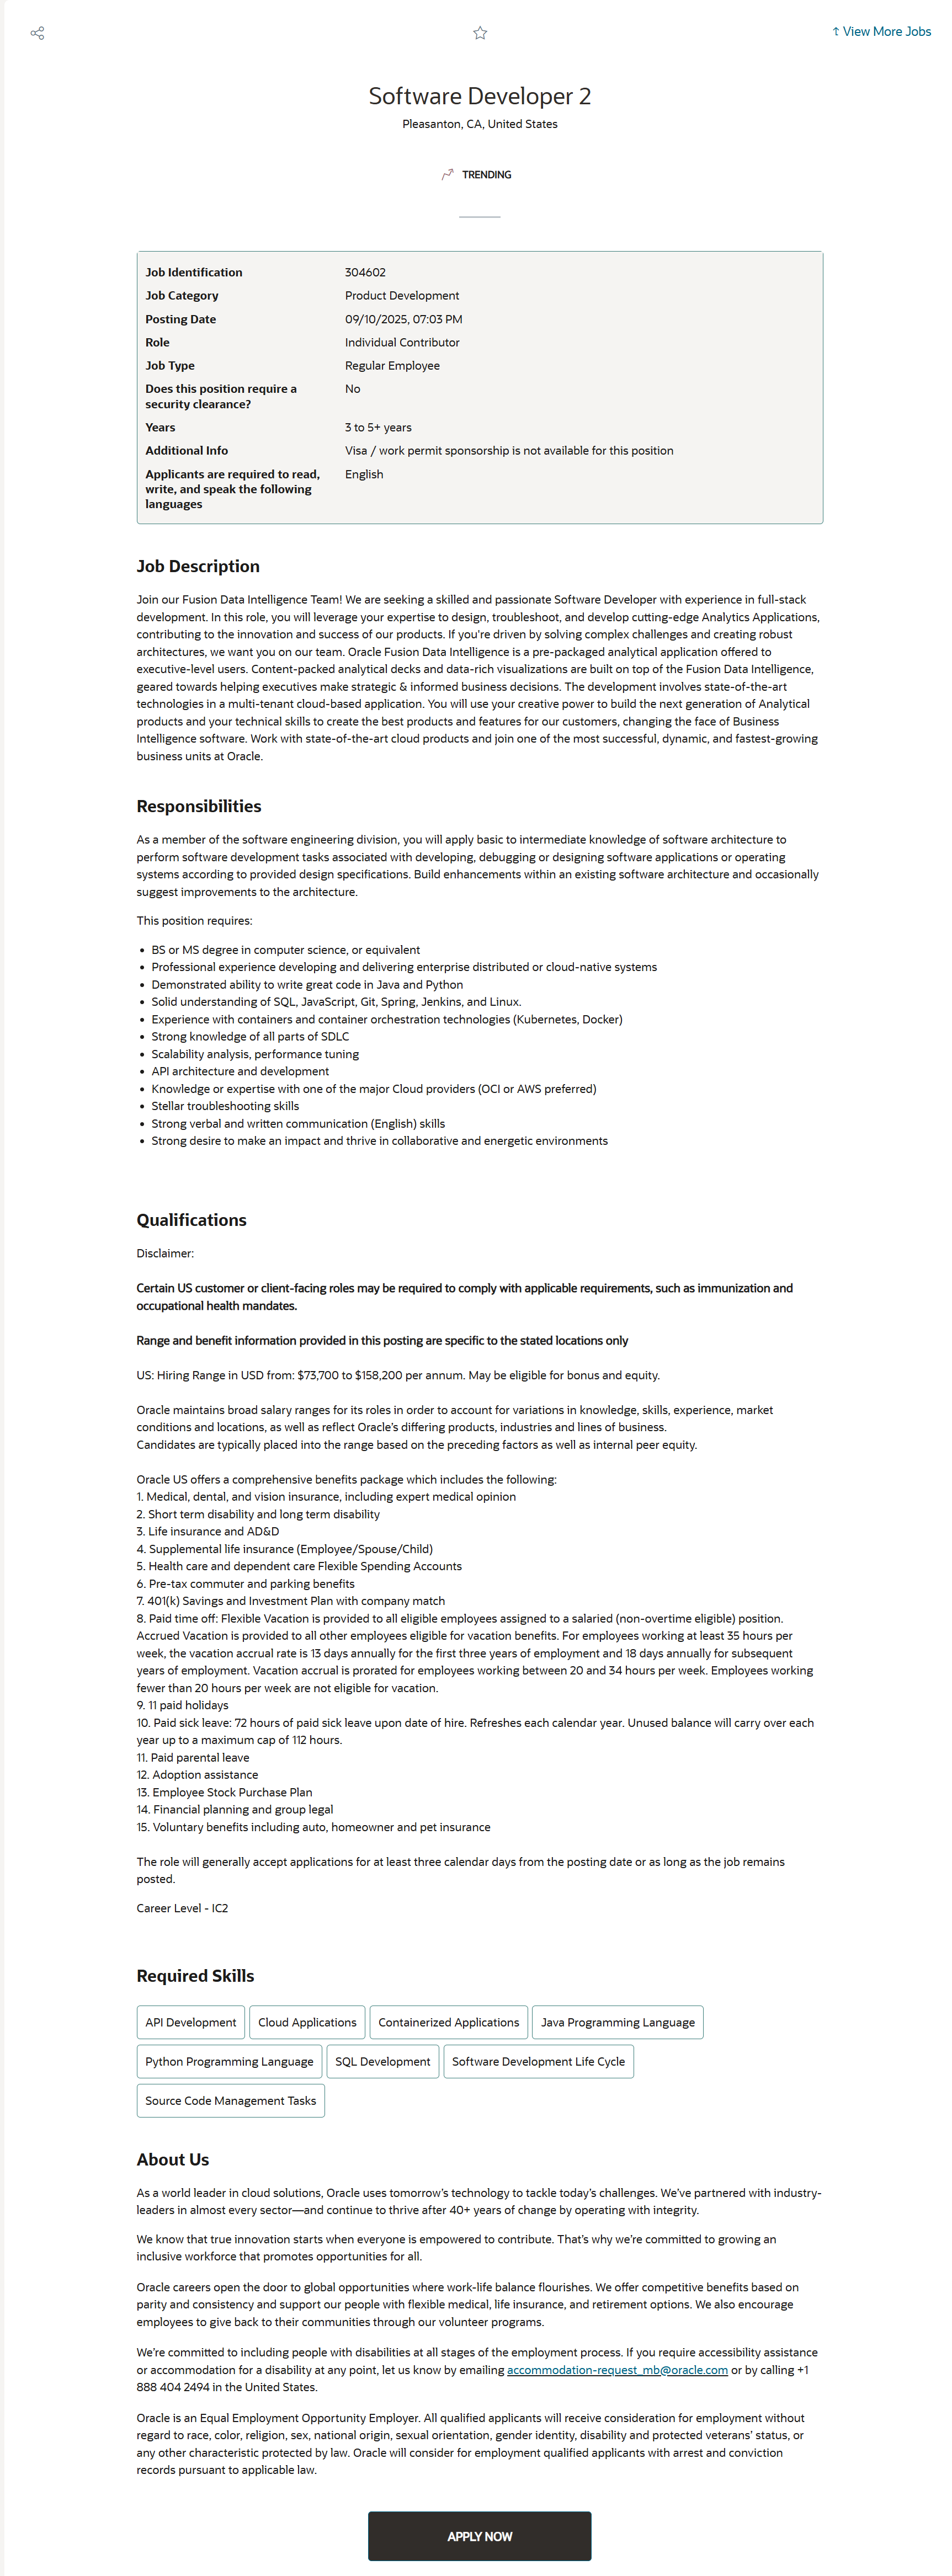 ↑ View More Jobs
Software Developer 2
Pleasanton, CA, United States
TRENDING
Job Identification 304602
Job Category Product Development
Posting Date 09/10/2025, 07:03 PM
Role Individual Contributor
Job Type Regular Employee
Does this position require a No
security clearance?
Years 3 to 5+ years
Additional Info Visa / work permit sponsorship is not available for this position
Applicants are required to read, English
write, and speak the following
languages
Job Description
Join our Fusion Data Intelligence Team! We are seeking a skilled and passionate Software Developer with experience in full-stack
development. In this role, you will leverage your expertise to design, troubleshoot, and develop cutting-edge Analytics Applications,
contributing to the innovation and success of our products. If you're driven by solving complex challenges and creating robust
architectures, we want you on our team. Oracle Fusion Data Intelligence is a pre-packaged analytical application offered to
executive-level users. Content-packed analytical decks and data-rich visualizations are built on top of the Fusion Data Intelligence,
geared towards helping executives make strategic & informed business decisions. The development involves state-of-the-art
technologies in a multi-tenant cloud-based application. You will use your creative power to build the next generation of Analytical
products and your technical skills to create the best products and features for our customers, changing the face of Business
Intelligence software. Work with state-of-the-art cloud products and join one of the most successful, dynamic, and fastest-growing
business units at Oracle.
Responsibilities
As a member of the software engineering division, you will apply basic to intermediate knowledge of software architecture to
perform software development tasks associated with developing, debugging or designing software applications or operating
systems according to provided design specifications. Build enhancements within an existing software architecture and occasionally
suggest improvements to the architecture.
This position requires:
• BS or MS degree in computer science, or equivalent
• Professional experience developing and delivering enterprise distributed or cloud-native systems
• Demonstrated ability to write great code in Java and Python
• Solid understanding of SQL, JavaScript, Git, Spring, Jenkins, and Linux.
• Experience with containers and container orchestration technologies (Kubernetes, Docker)
• Strong knowledge of all parts of SDLC
• Scalability analysis, performance tuning
• API architecture and development
• Knowledge or expertise with one of the major Cloud providers (OCI or AWS preferred)
• Stellar troubleshooting skills
• Strong verbal and written communication (English) skills
• Strong desire to make an impact and thrive in collaborative and energetic environments
Qualifications
Disclaimer:
Certain US customer or client-facing roles may be required to comply with applicable requirements, such as immunization and
occupational health mandates.
Range and benefit information provided in this posting are specific to the stated locations only
US: Hiring Range in USD from: $73,700 to $158,200 per annum. May be eligible for bonus and equity.
Oracle maintains broad salary ranges for its roles in order to account for variations in knowledge, skills, experience, market
conditions and locations, as well as reflect Oracle's differing products, industries and lines of business.
Candidates are typically placed into the range based on the preceding factors as well as internal peer equity.
Oracle US offers a comprehensive benefits package which includes the following:
1. Medical, dental, and vision insurance, including expert medical opinion
2. Short term disability and long term disability
3. Life insurance and AD&D
4. Supplemental life insurance (Employee/Spouse/Child)
5. Health care and dependent care Flexible Spending Accounts
6. Pre-tax commuter and parking benefits
7. 401(k) Savings and Investment Plan with company match
8. Paid time off: Flexible Vacation is provided to all eligible employees assigned to a salaried (non-overtime eligible) position.
Accrued Vacation is provided to all other employees eligible for vacation benefits. For employees working at least 35 hours per
week, the vacation accrual rate is 13 days annually for the first three years of employment and 18 days annually for subsequent
years of employment. Vacation accrual is prorated for employees working between 20 and 34 hours per week. Employees working
fewer than 20 hours per week are not eligible for vacation.
9. 11 paid holidays
10. Paid sick leave: 72 hours of paid sick leave upon date of hire. Refreshes each calendar year. Unused balance will carry over each
year up to a maximum cap of 112 hours.
11. Paid parental leave
12. Adoption assistance
13. Employee Stock Purchase Plan
14. Financial planning and group legal
15. Voluntary benefits including auto, homeowner and pet insurance
The role will generally accept applications for at least three calendar days from the posting date or as long as the job remains
posted.
Career Level - IC2
Required Skills
API Development Cloud Applications Containerized Applications Java Programming Language
Python Programming Language SQL Development Software Development Life Cycle
Source Code Management Tasks
About Us
As a world leader in cloud solutions, Oracle uses tomorrow's technology to tackle today's challenges. We've partnered with industry-
leaders in almost every sector—and continue to thrive after 40+ years of change by operating with integrity.
We know that true innovation starts when everyone is empowered to contribute. That's why we're committed to growing an
inclusive workforce that promotes opportunities for all.
Oracle careers open the door to global opportunities where work-life balance flourishes. We offer competitive benefits based on
parity and consistency and support our people with flexible medical, life insurance, and retirement options. We also encourage
employees to give back to their communities through our volunteer programs.
We're committed to including people with disabilities at all stages of the employment process. If you require accessibility assistance
or accommodation for a disability at any point, let us know by emailing accommodation-request_mb@oracle.com or by calling +1
888 404 2494 in the United States.
Oracle is an Equal Employment Opportunity Employer. All qualified applicants will receive consideration for employment without
regard to race, color, religion, sex, national origin, sexual orientation, gender identity, disability and protected veterans' status, or
any other characteristic protected by law. Oracle will consider for employment qualified applicants with arrest and conviction
records pursuant to applicable law.
APPLY NOW